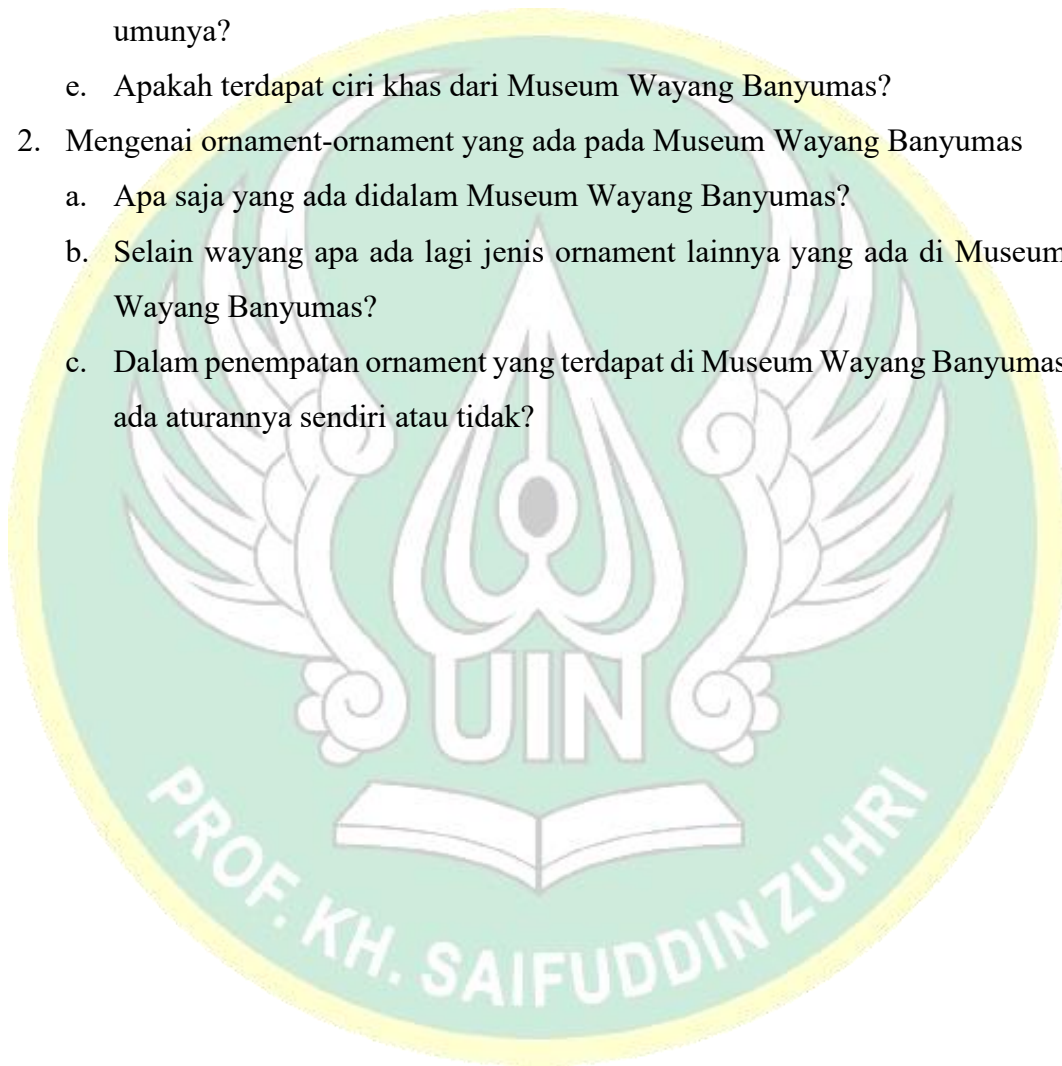 umunya?
e. Apakah terdapat ciri khas dari Museum Wayang Banyumas?
2. Mengenai ornament-ornament yang ada pada Museum Wayang Banyumas
a. Apa saja yang ada didalam Museum Wayang Banyumas?
b. Selain wayang apa ada lagi jenis ornament lainnya yang ada di Museum
Wayang Banyumas?
c. Dalam penempatan ornament yang terdapat di Museum Wayang Banyumas
ada aturannya sendiri atau tidak?
UIN
PROF. KH. SAIFUDDIN ZUHRI